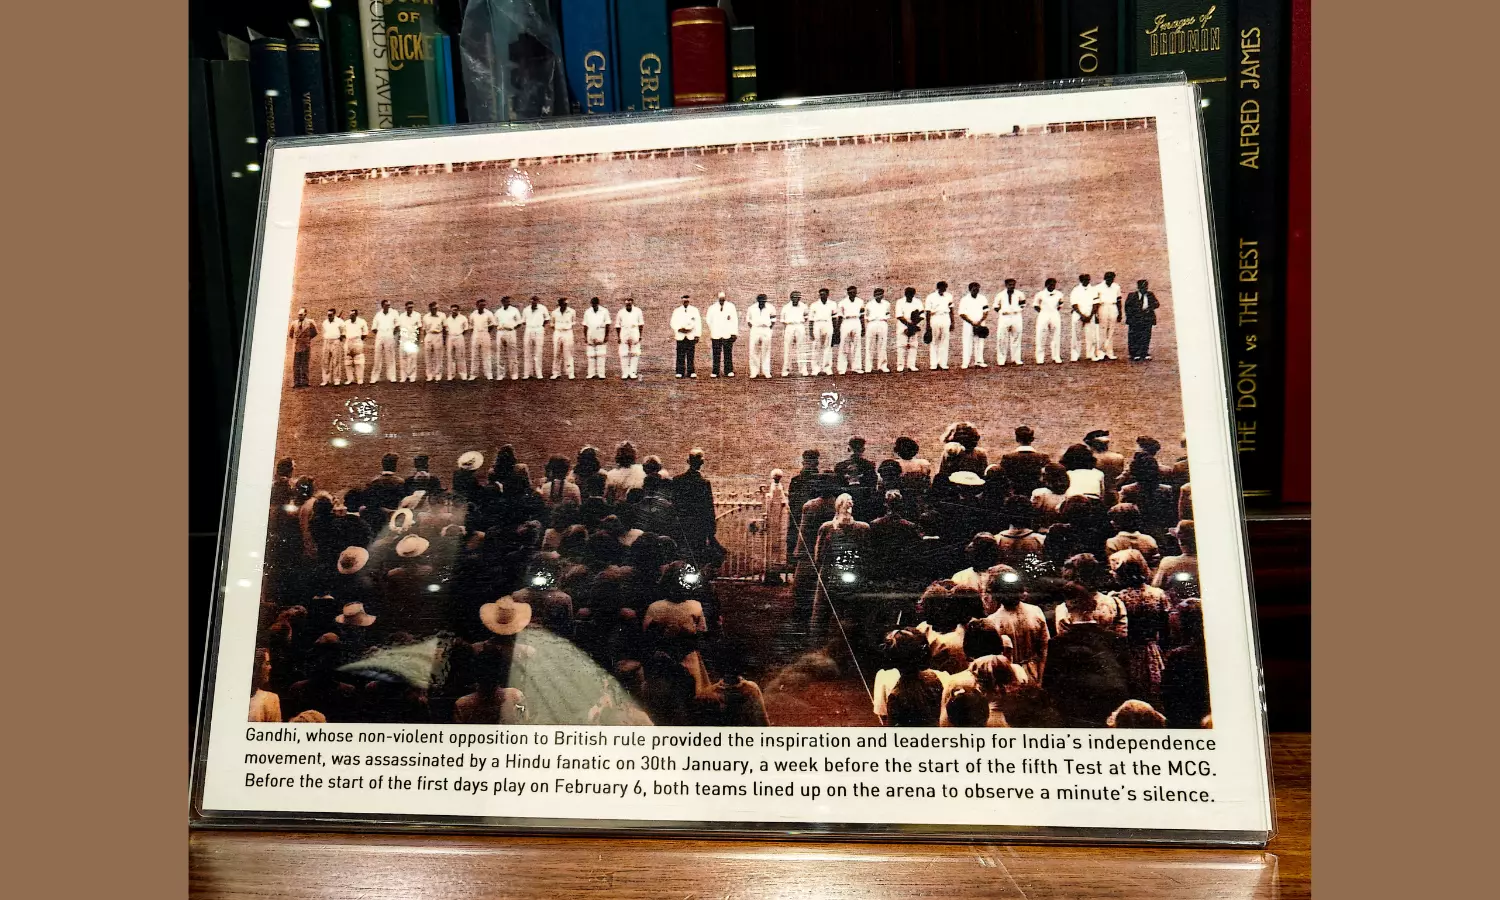 OF
CRICKET
GRE
GRE
WO
Images of
BRADMAN
ALFRED JAMES
THE 'DON' vs THE REST
Gandhi, whose non-violent opposition to British rule provided the inspiration and leadership for India's independence
movement, was assassinated by a Hindu fanatic on 30th January, a week before the start of the fifth Test at the MCG.
Before the start of the first days play on February 6, both teams lined up on the arena to observe a minute's silence.